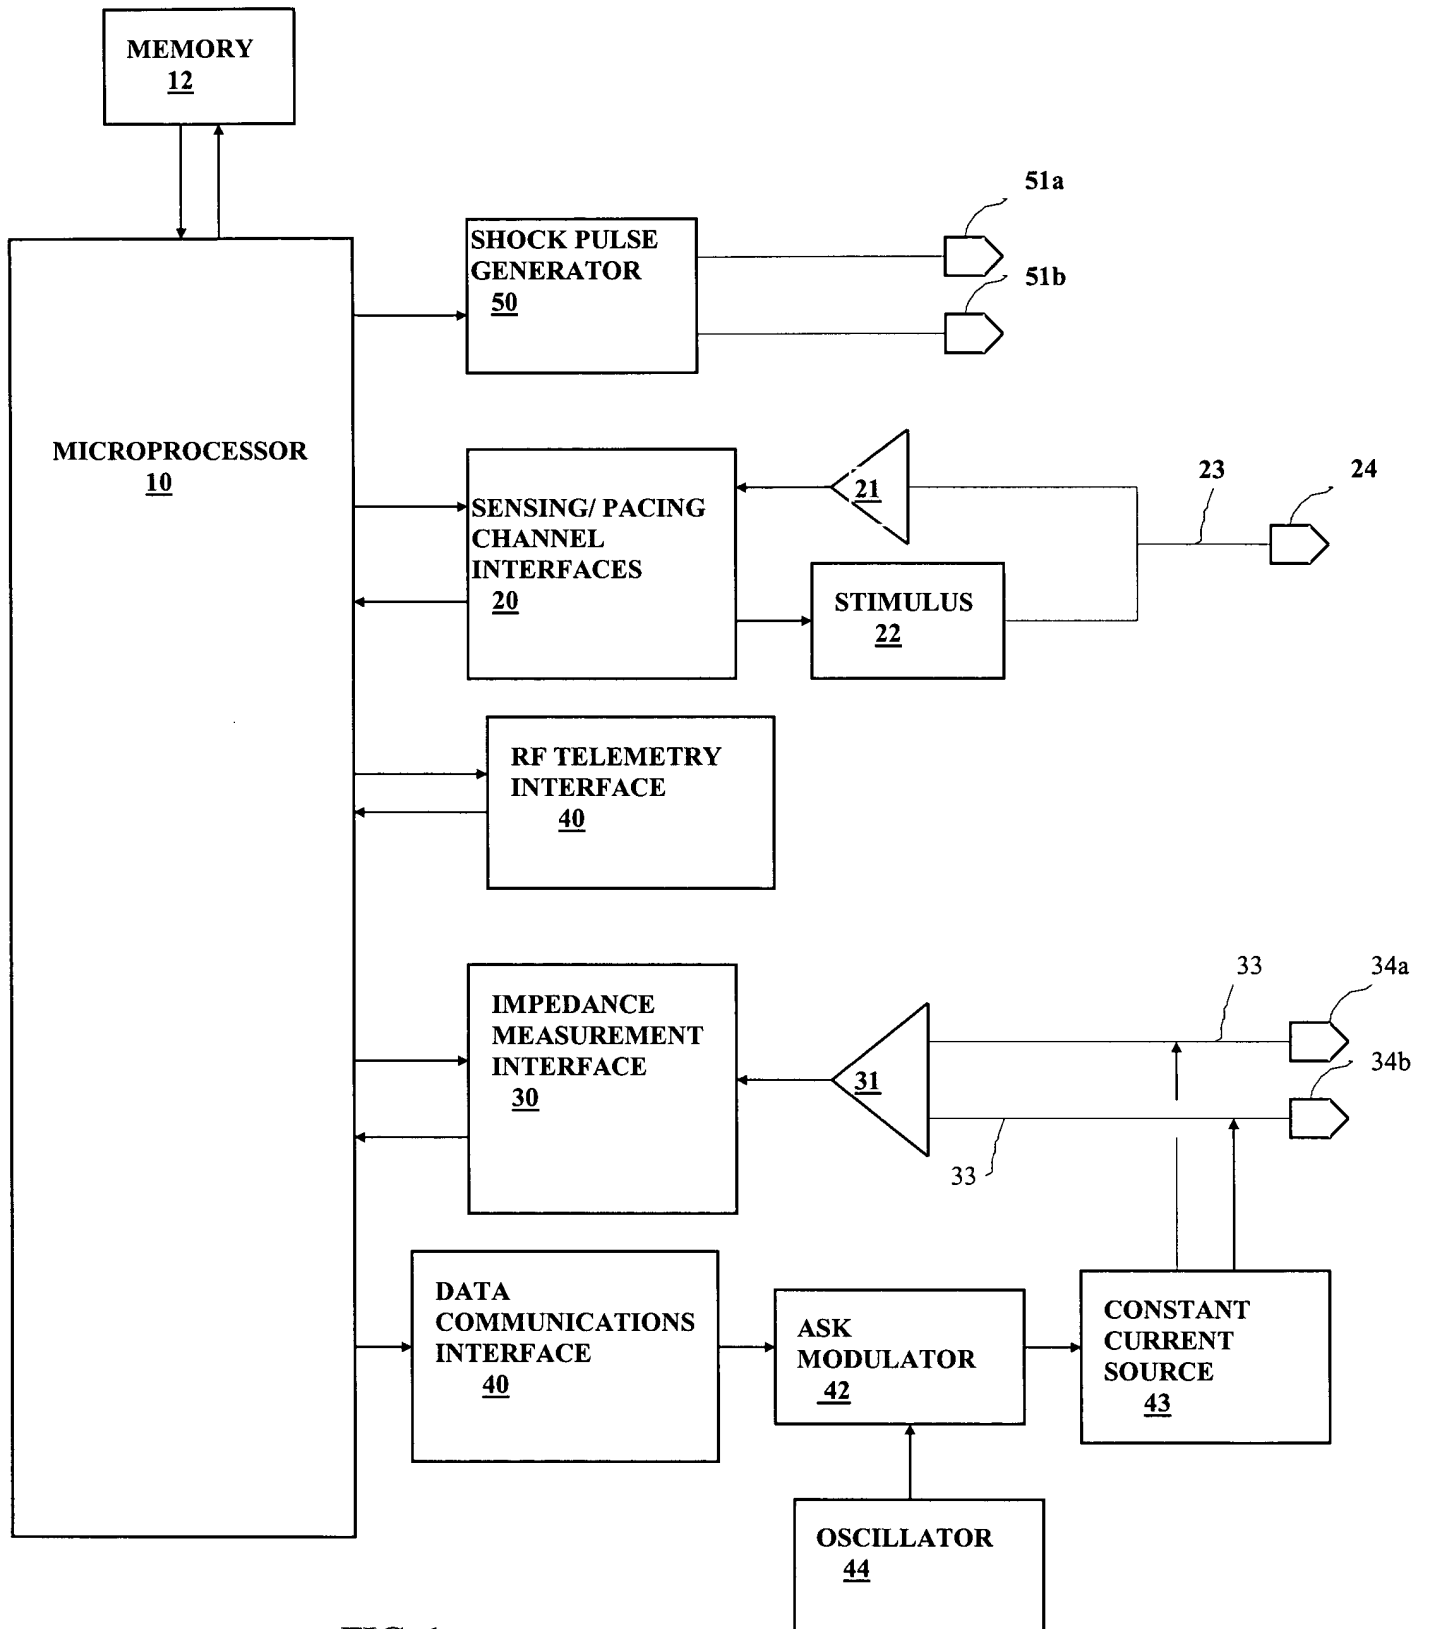 MEMORY
12
51a
SHOCK PULSE
GENERATOR
50
51b
MICROPROCESSOR
10
SENSING/ PACING
CHANNEL
INTERFACES
20
21
23
24
STIMULUS
22
RF TELEMETRY
INTERFACE
40
IMPEDANCE
MEASUREMENT
INTERFACE
30
31
33
34a
34b
33
DATA
COMMUNICATIONS
INTERFACE
40
ASK
MODULATOR
42
CONSTANT
CURRENT
SOURCE
43
OSCILLATOR
44